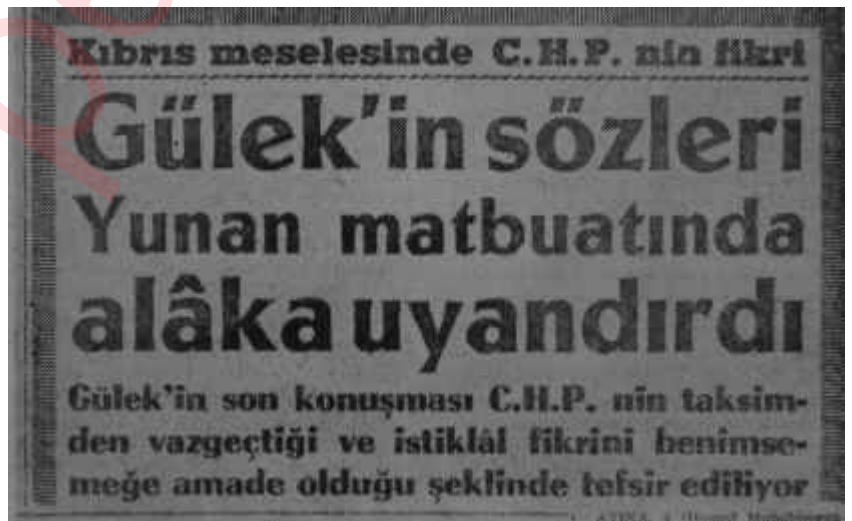 Kıbrıs meselesinde C.H.P. nin fikri
Gülek'in sözleri
Yunan matbuatında
alâka uyandırdı
Gülek'in son konuşması C.H.P. nin taksim-
den vazgeçtiği ve istiklâl fikrini benimse-
meğe amade olduğu şeklinde tefsir ediliyor